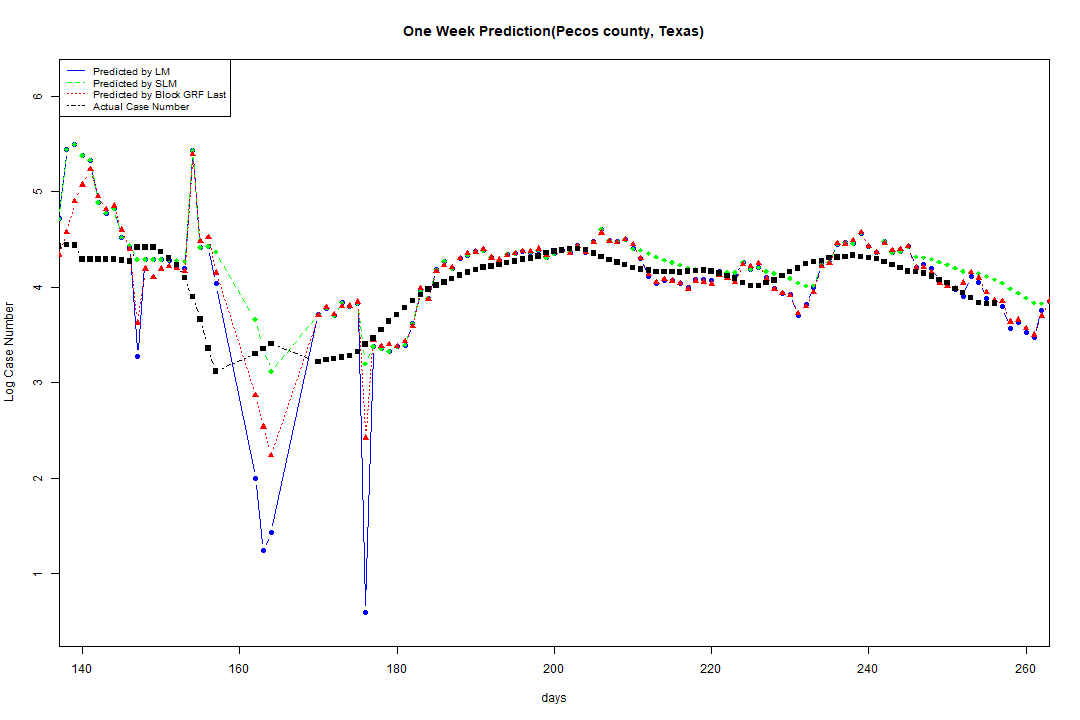 One Week Prediction(Pecos county, Texas)
Predicted by LM
Predicted by SLM
Predicted by Block GRF Last
Actual Case Number
6
5
4
3
2
1
Log Case Number
140 160 180 200 220 240 260
days